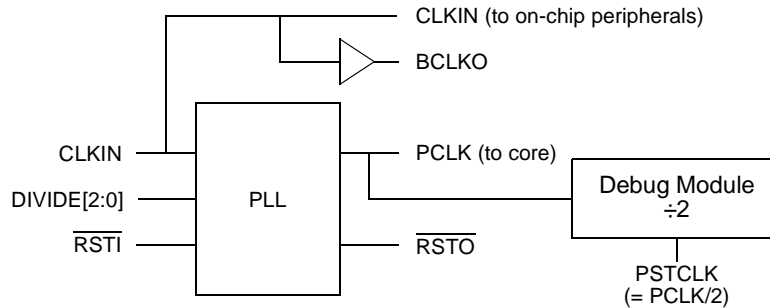 CLKIN (to on-chip peripherals)
BCLKO
CLKIN
PCLK (to core)
DIVIDE[2:0]
PLL
Debug Module
÷2
RSTI
RSTO
PSTCLK
(= PCLK/2)